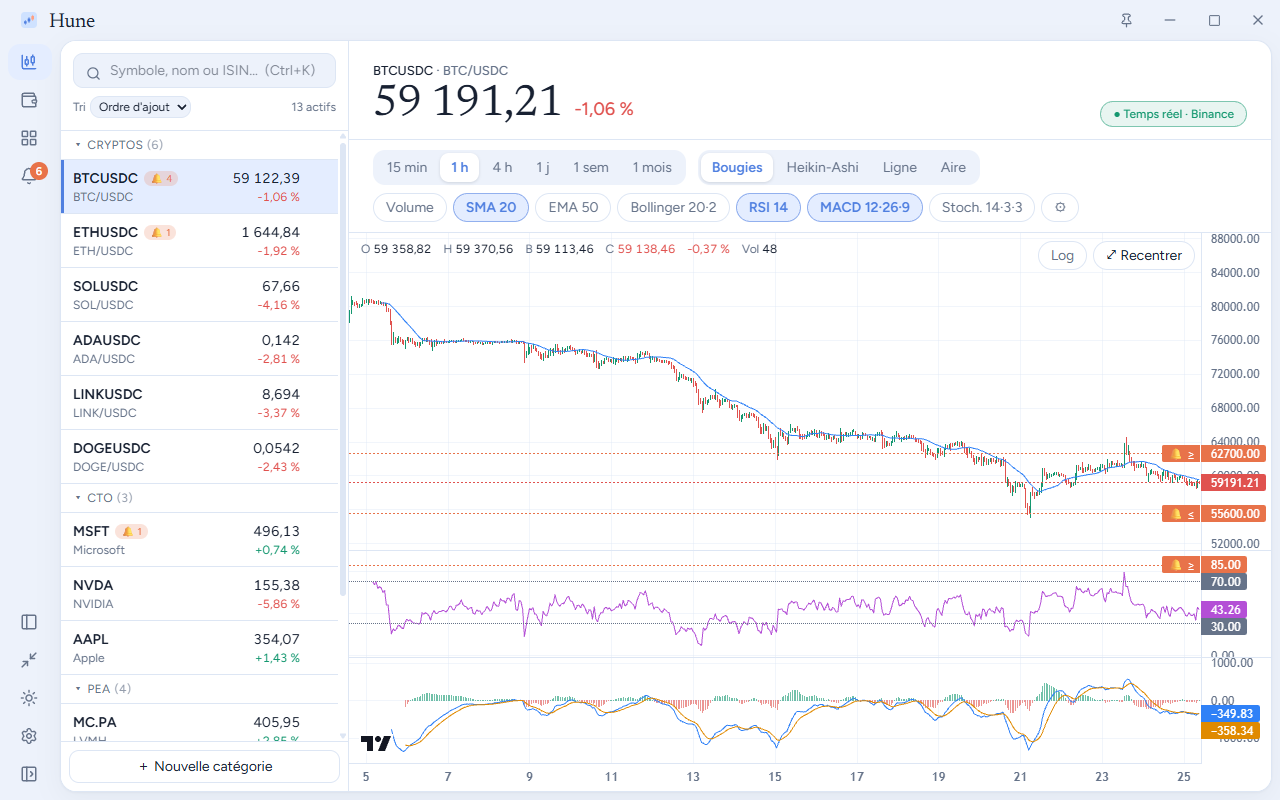 Hune
Symbole, nom ou ISIN... (Ctrl+K)
Tri Ordre d'ajout 13 actifs
CRYPTOS (6)
BTCUSDC 4 59 122,39
BTC/USDC -1,06 %
ETHUSDC 1 1 644,84
ETH/USDC -1,92 %
SOLUSDC 67,66
SOL/USDC -4,16 %
ADAUSDC 0,142
ADA/USDC -2,81 %
LINKUSDC 8,694
LINK/USDC -3,37 %
DOGEUSDC 0,0542
DOGE/USDC -2,43 %
CTO (3)
MSFT 1 496,13
Microsoft +0,74 %
NVDA 155,38
NVIDIA -5,86 %
AAPL 354,07
Apple +1,43 %
PEA (4)
MC.PA 405,95
LVMH +2,85 %
+ Nouvelle catégorie
6
BTCUSDC · BTC/USDC
59 191,21 -1,06 %
● Temps réel · Binance
15 min 1 h 4 h 1 j 1 sem 1 mois Bougies Heikin-Ashi Ligne Aire
Volume SMA 20 EMA 50 Bollinger 20·2 RSI 14 MACD 12·26·9 Stoch. 14·3·3
O 59 358,82 H 59 370,56 B 59 113,46 C 59 138,46 -0,37 % Vol 48
Log Recentrer
88000.00
84000.00
80000.00
76000.00
72000.00
68000.00
64000.00
≥ 62700.00
59191.21
≤ 55600.00
52000.00
≥ 85.00
70.00
43.26
30.00
0.00
1000.00
0.00
−349.83
−358.34
5 7 9 11 13 15 17 19 21 23 25